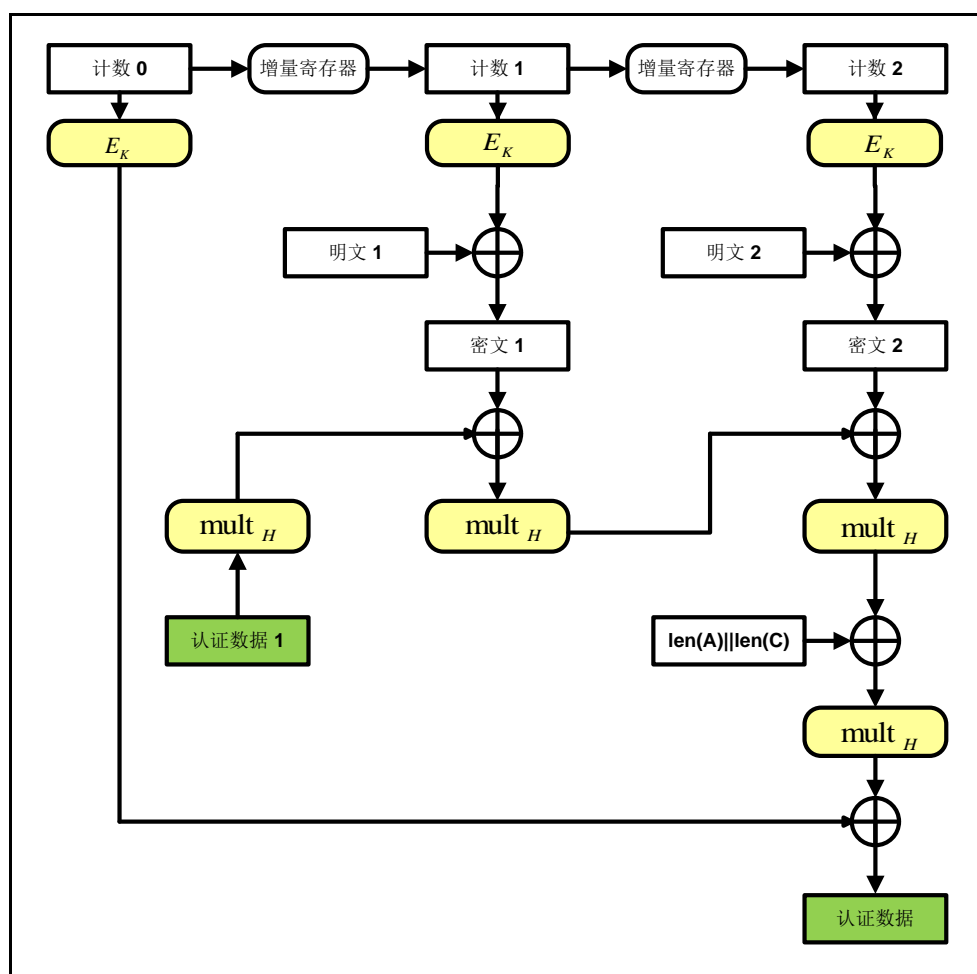 计数 0
增量寄存器
计数 1
增量寄存器
计数 2
E_K
E_K
E_K
明文 1
明文 2
密文 1
密文 2
mult_H
mult_H
mult_H
认证数据 1
len(A)||len(C)
mult_H
认证数据